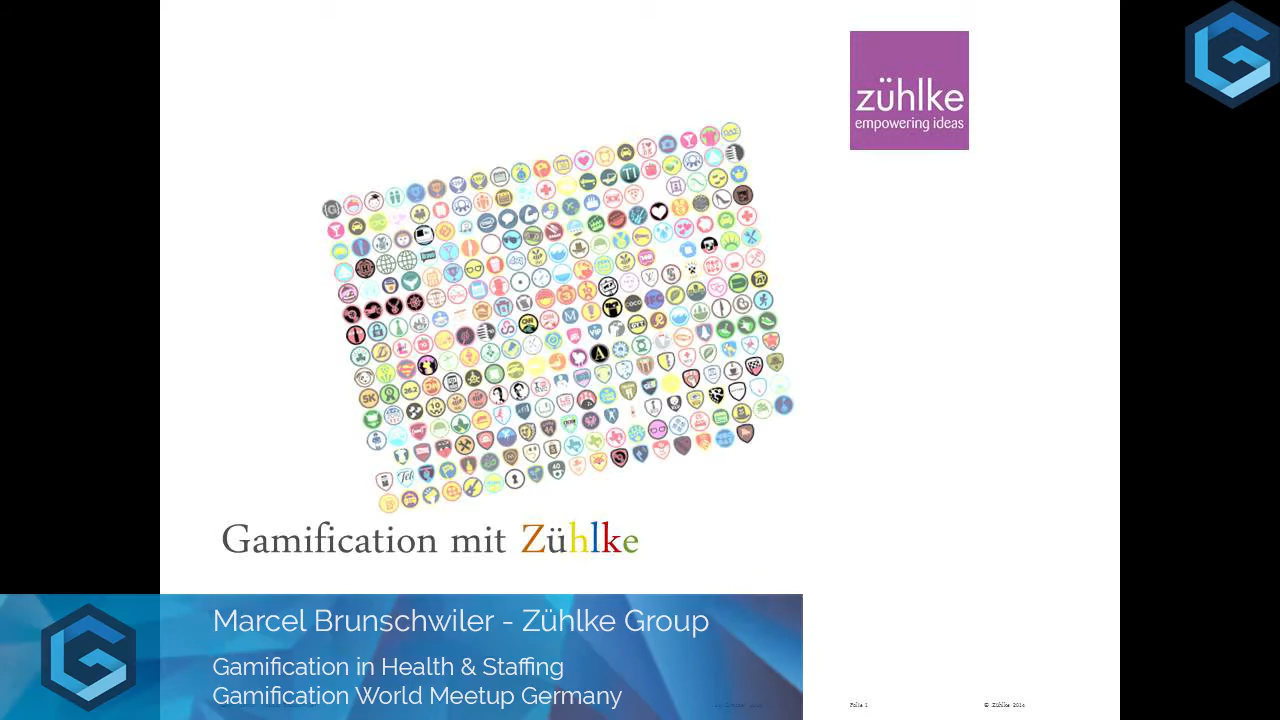 zühlke
empowering ideas
Gamification mit Zühlke
Marcel Brunschwiler - Zühlke Group
Gamification in Health & Staffing
Gamification World Meetup Germany
Folie 1
© Zühlke 2014